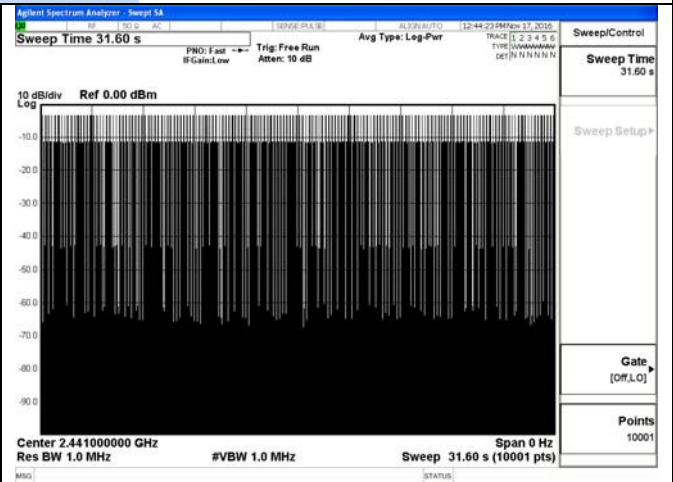 Agilent Spectrum Analyzer - Swept SA
RF 50 Ω AC SENSE:PULSE ALIGN AUTO 12:44:23 PM Nov 17, 2016
Sweep Time 31.60 s
PNO: Fast Trig: Free Run Avg Type: Log-Pwr TRACE 1 2 3 4 5 6
IFGain:Low Atten: 10 dB TYPE WWWWWW
DET N N N N N N
Sweep/Control
Sweep Time
31.60 s
Sweep Setup
Gate
[Off,LO]
Points
10001
10 dB/div Ref 0.00 dBm
Log
-10.0
-20.0
-30.0
-40.0
-50.0
-60.0
-70.0
-80.0
-90.0
Center 2.441000000 GHz Span 0 Hz
Res BW 1.0 MHz #VBW 1.0 MHz Sweep 31.60 s (10001 pts)
MSG STATUS